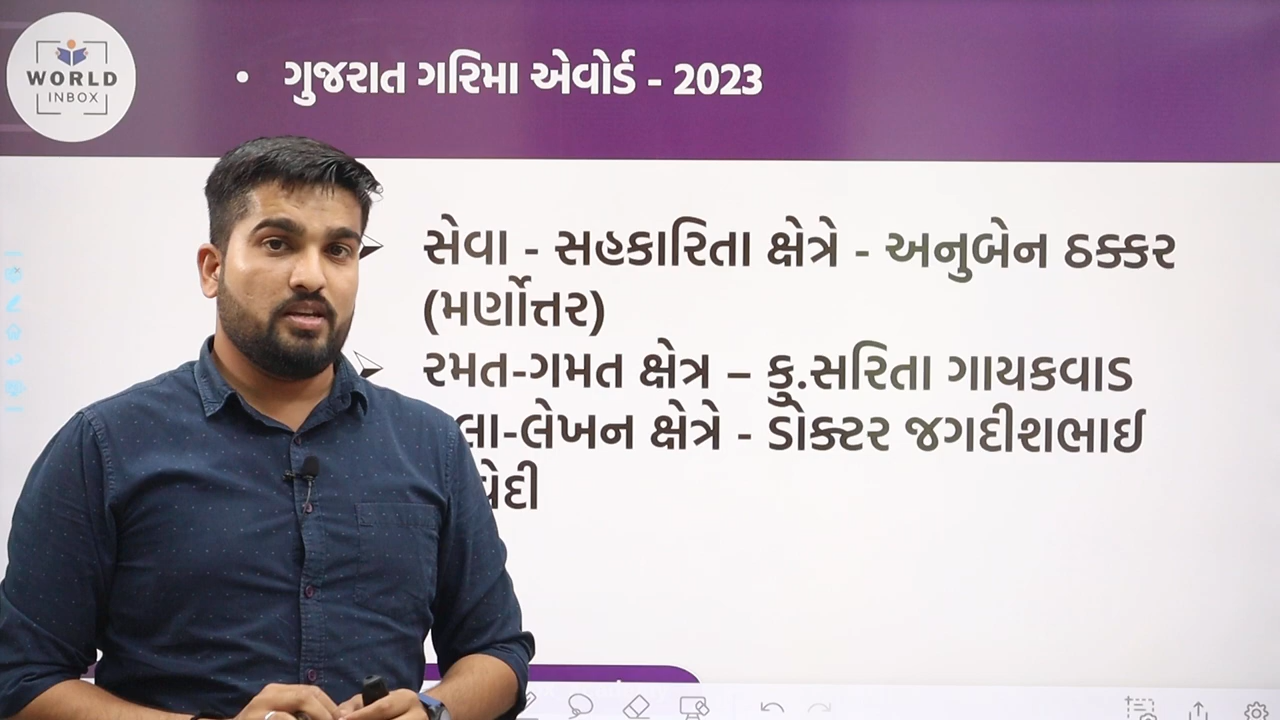 WORLD
INBOX
• ગુજરાત ગરિમા એવોર્ડ - 2023
સેવા - સહકારિતા ક્ષેત્રે - અનુબેન ઠક્કર
(મર્ણોત્તર)
રમત-ગમત ક્ષેત્ર – કુ.સરિતા ગાયકવાડ
લા-લેખન ક્ષેત્રે - ડોક્ટર જગદીશભાઈ
વેદી